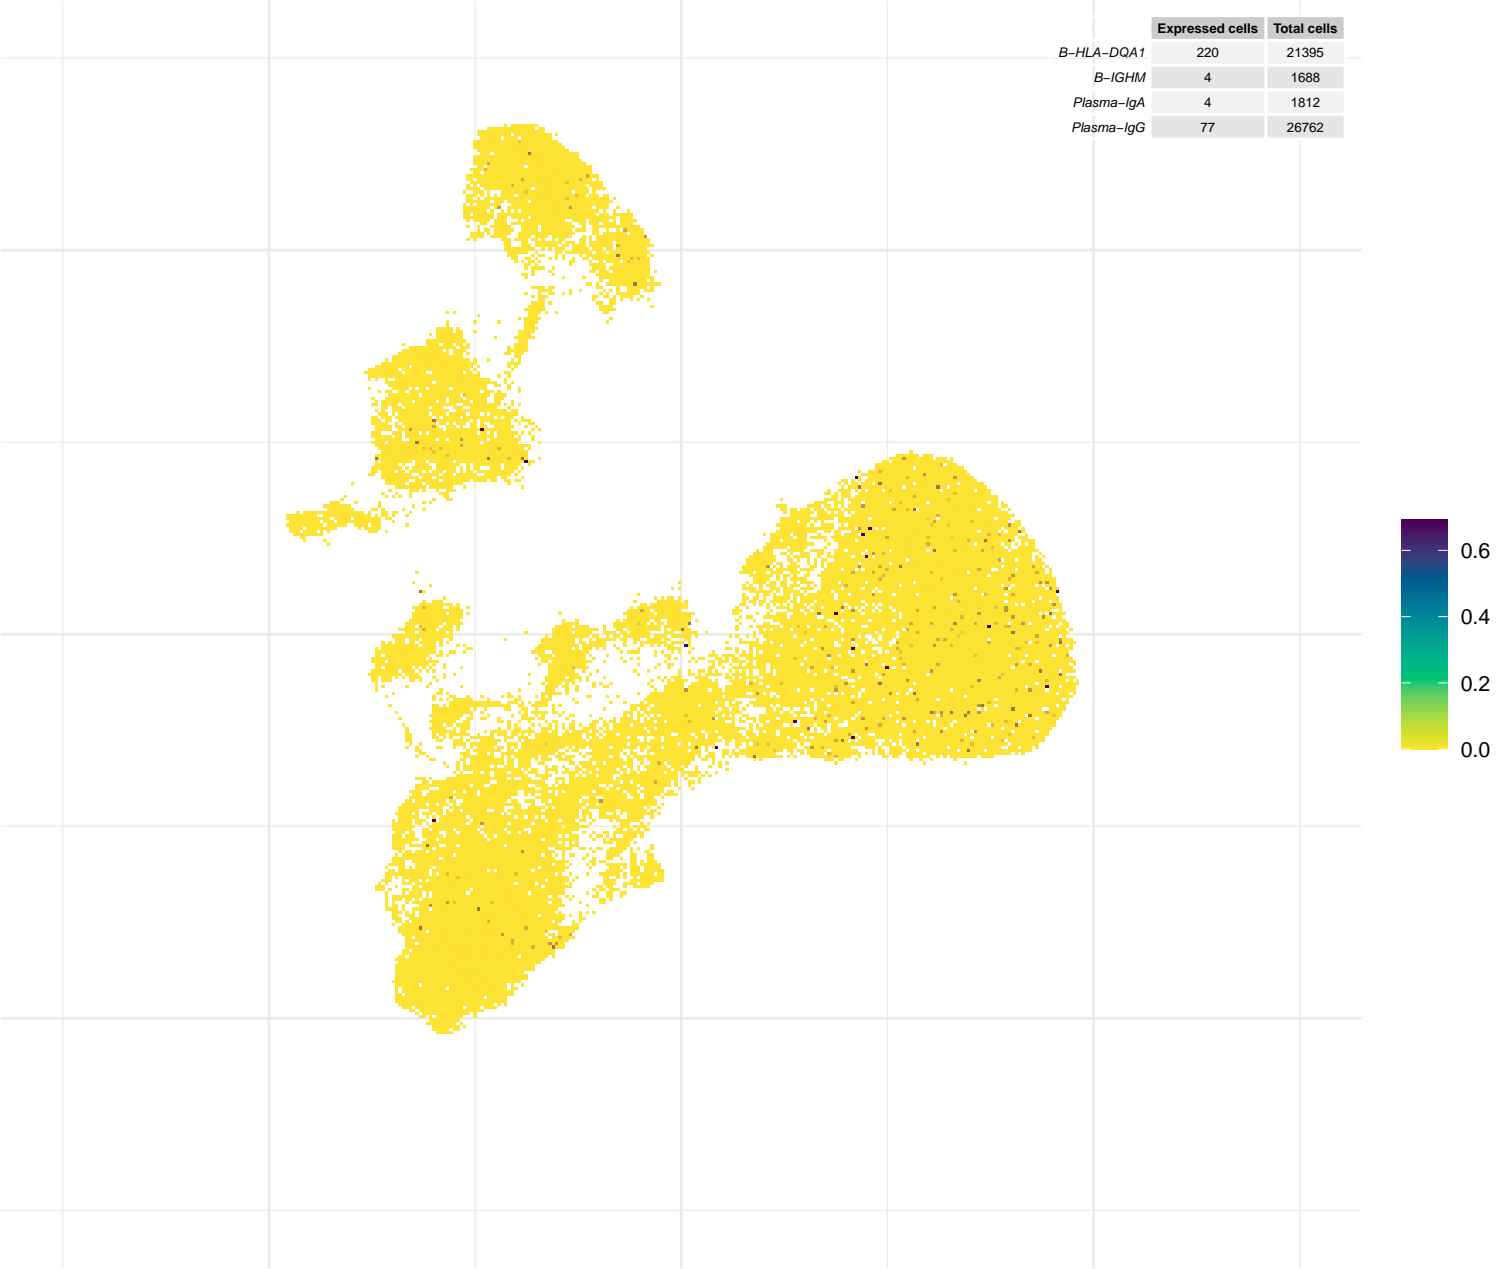 Expressed cells Total cells
B−HLA−DQA1 220 21395
B−IGHM 4 1688
Plasma−IgA 4 1812
Plasma−IgG 77 26762
0.6
0.4
0.2
0.0